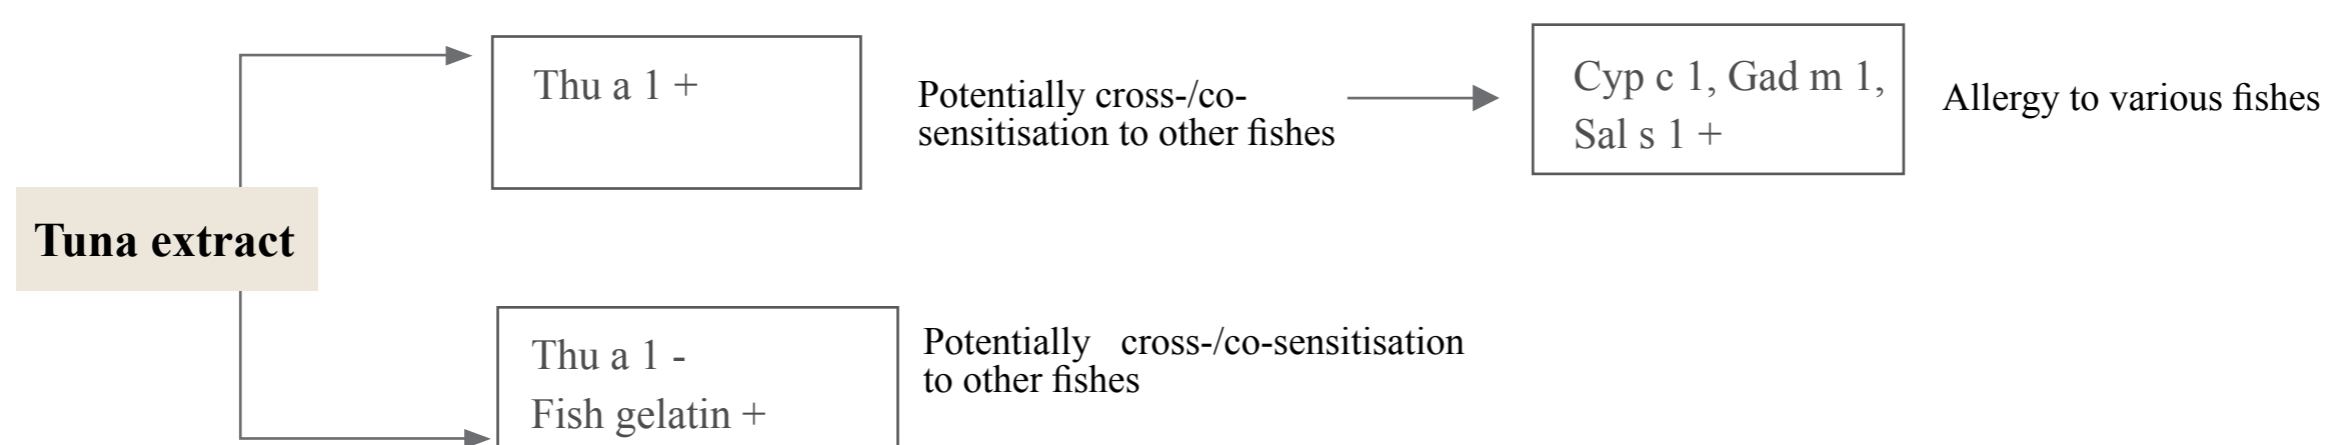 Thu a 1 +
Potentially cross-/co-
sensitisation to other fishes
Cyp c 1, Gad m 1,
Sal s 1 +
Allergy to various fishes
Tuna extract
Thu a 1 -
Fish gelatin +
Potentially cross-/co-sensitisation
to other fishes